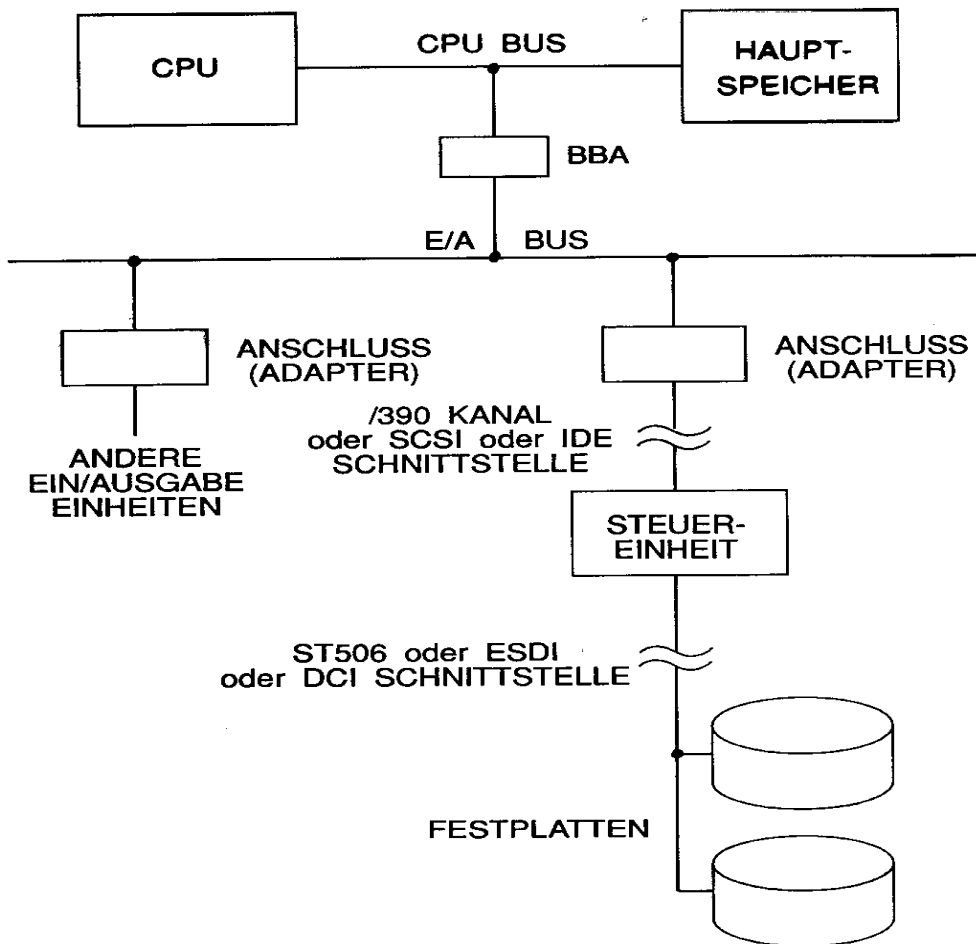 CPU
CPU BUS
HAUPT-
SPEICHER
BBA
E/A BUS
ANSCHLUSS
(ADAPTER)
ANSCHLUSS
(ADAPTER)
/390 KANAL
oder SCSI oder IDE
SCHNITTSTELLE
ANDERE
EIN/AUSGABE
EINHEITEN
STEUER-
EINHEIT
ST506 oder ESDI
oder DCI SCHNITTSTELLE
FESTPLATTEN